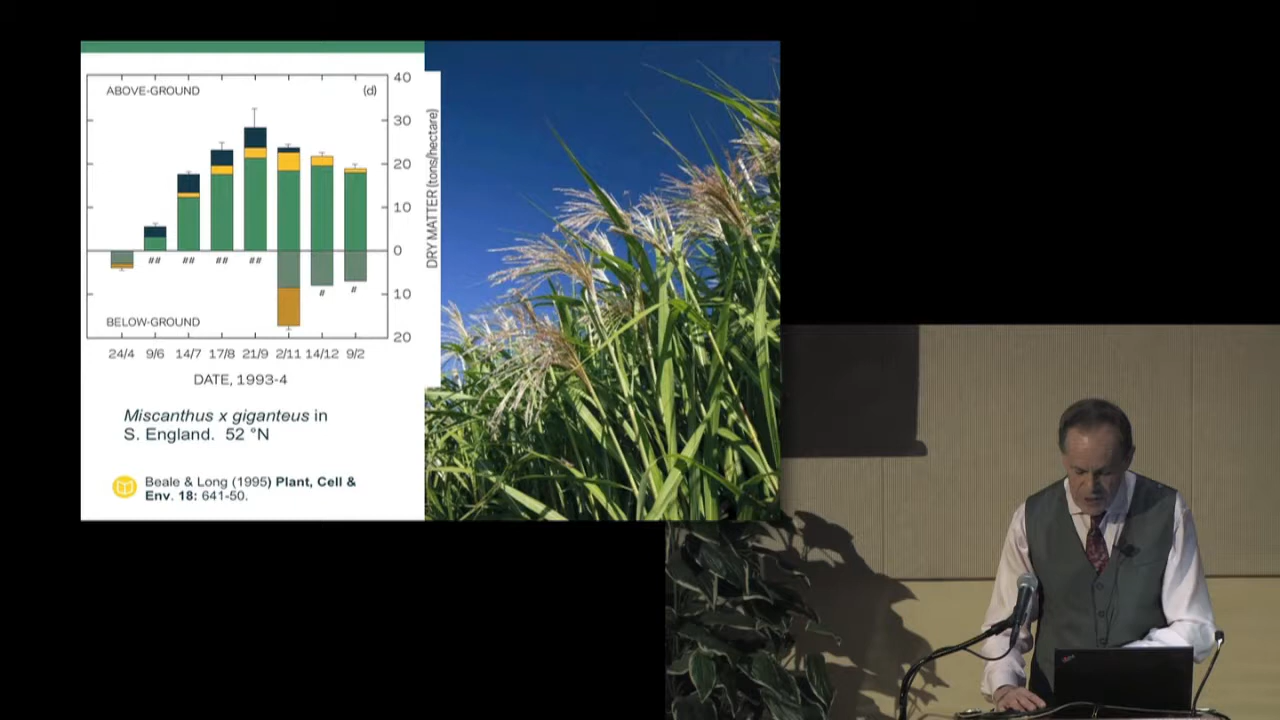 ABOVE-GROUND
(d)
40
30
20
10
0
10
20
DRY MATTER (tons/hectare)
## ## ## ##
# #
BELOW-GROUND
24/4 9/6 14/7 17/8 21/9 2/11 14/12 9/2
DATE, 1993-4
Miscanthus x giganteus in
S. England. 52 °N
Beale & Long (1995) Plant, Cell &
Env. 18: 641-50.